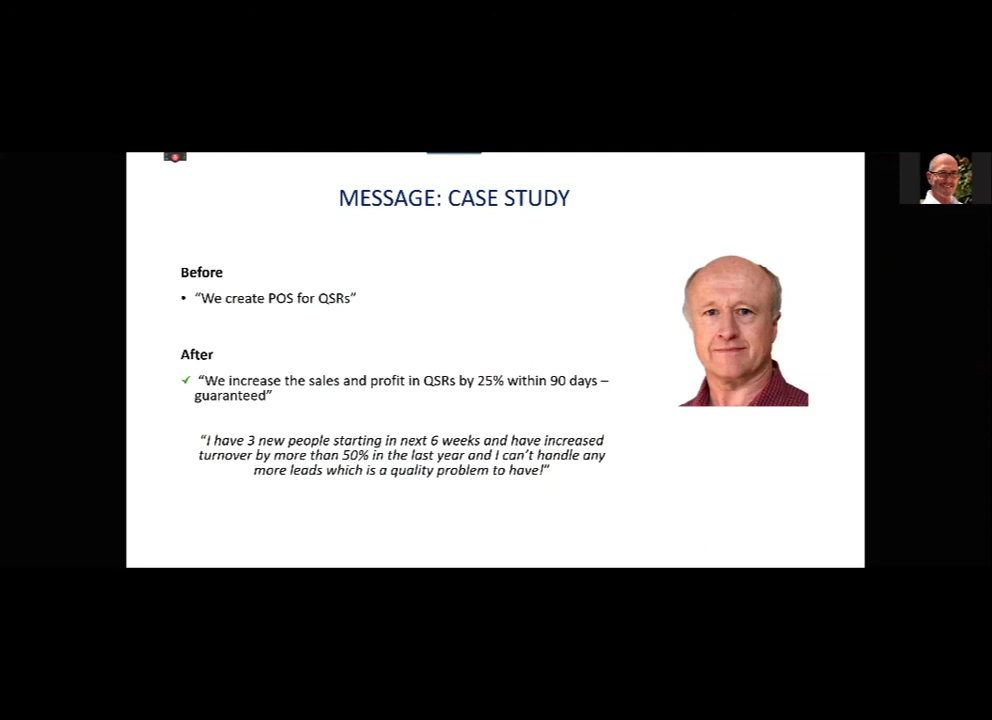 MESSAGE: CASE STUDY
Before
• “We create POS for QSRs”
After
✓ “We increase the sales and profit in QSRs by 25% within 90 days –
guaranteed”
“I have 3 new people starting in next 6 weeks and have increased
turnover by more than 50% in the last year and I can’t handle any
more leads which is a quality problem to have!”